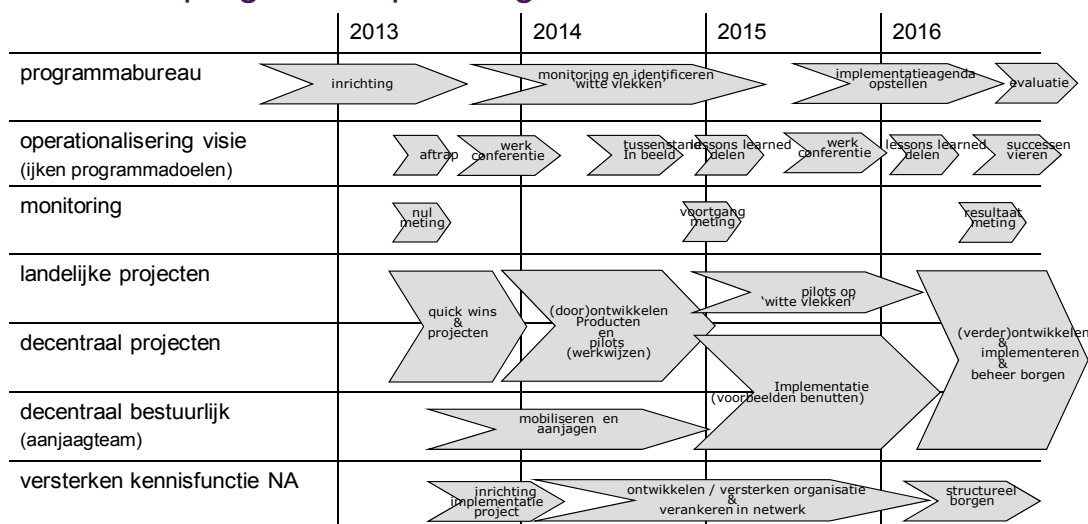 2013 2014 2015 2016
programmabureau
inrichting
monitoring en identificeren
'witte vlekken'
implementatieagenda
opstellen
evaluatie
operationalisering visie
(ijken programmadoelen)
aftrap
werk
conferentie
tussenstand
In beeld
lessons learned
delen
werk
conferentie
lessons learned
delen
successen
vieren
monitoring
nul
meting
voortgang
meting
resultaat
meting
landelijke projecten
decentraal projecten
quick wins
&
projecten
(door)ontwikkelen
Producten
en
pilots
(werkwijzen)
pilots op
'witte vlekken'
Implementatie
(voorbeelden benutten)
(verder)ontwikkelen
&
implementeren
&
beheer borgen
decentraal bestuurlijk
(aanjaagteam)
mobiliseren en
aanjagen
versterken kennisfunctie NA
inrichting
implementatie
project
ontwikkelen / versterken organisatie
&
verankeren in netwerk
structureel
borgen